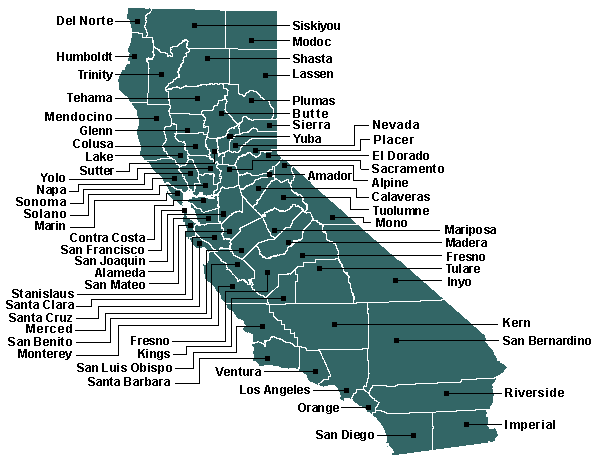 Del Norte
Siskiyou
Modoc
Humboldt
Shasta
Trinity
Lassen
Tehama
Plumas
Butte
Mendocino
Sierra
Nevada
Glenn
Yuba
Placer
Colusa
Lake
El Dorado
Sutter
Sacramento
Yolo
Amador
Alpine
Napa
Calaveras
Sonoma
Tuolumne
Solano
Mono
Marin
Mariposa
Contra Costa
Madera
San Francisco
Fresno
San Joaquin
Tulare
Alameda
Inyo
San Mateo
Stanislaus
Santa Clara
Santa Cruz
Kern
Merced
San Benito
Fresno
San Bernardino
Monterey
Kings
San Luis Obispo
Ventura
Santa Barbara
Los Angeles
Riverside
Orange
Imperial
San Diego